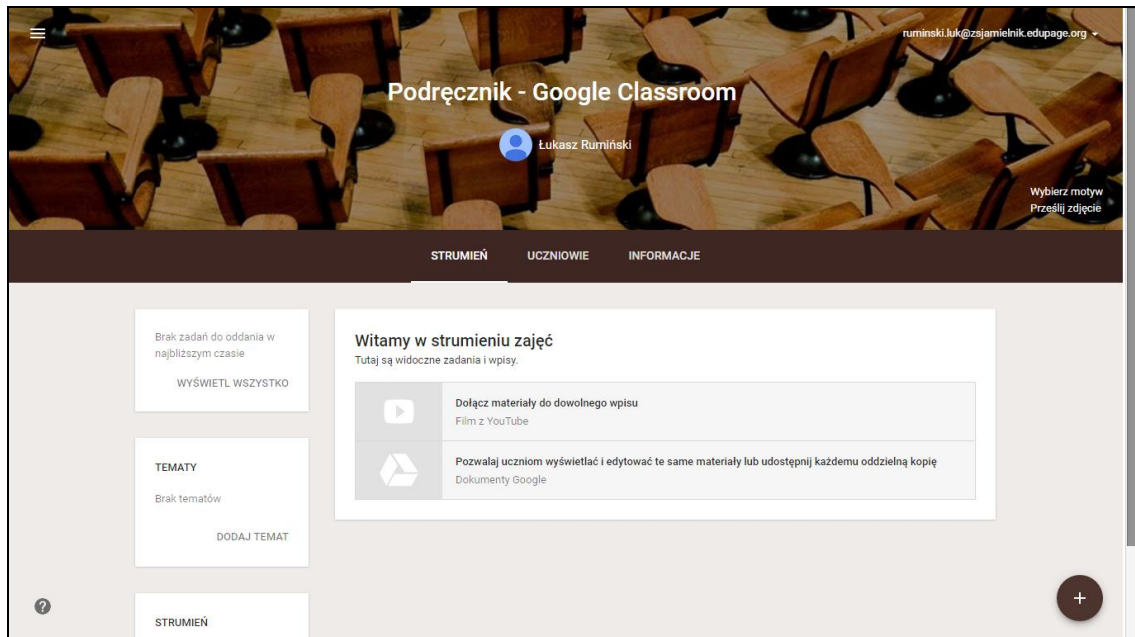 ruminski.luk@zsjamielnik.edupage.org
Podręcznik - Google Classroom
Łukasz Rumiński
Wybierz motyw
Prześlij zdjęcie
STRUMIEŃ UCZNIOWIE INFORMACJE
Brak zadań do oddania w
najbliższym czasie
WYŚWIETL WSZYSTKO
TEMATY
Brak tematów
DODAJ TEMAT
STRUMIEŃ
Witamy w strumieniu zajęć
Tutaj są widoczne zadania i wpisy.
Dołącz materiały do dowolnego wpisu
Film z YouTube
Pozwalaj uczniom wyświetlać i edytować te same materiały lub udostępnij każdemu oddzielną kopię
Dokumenty Google